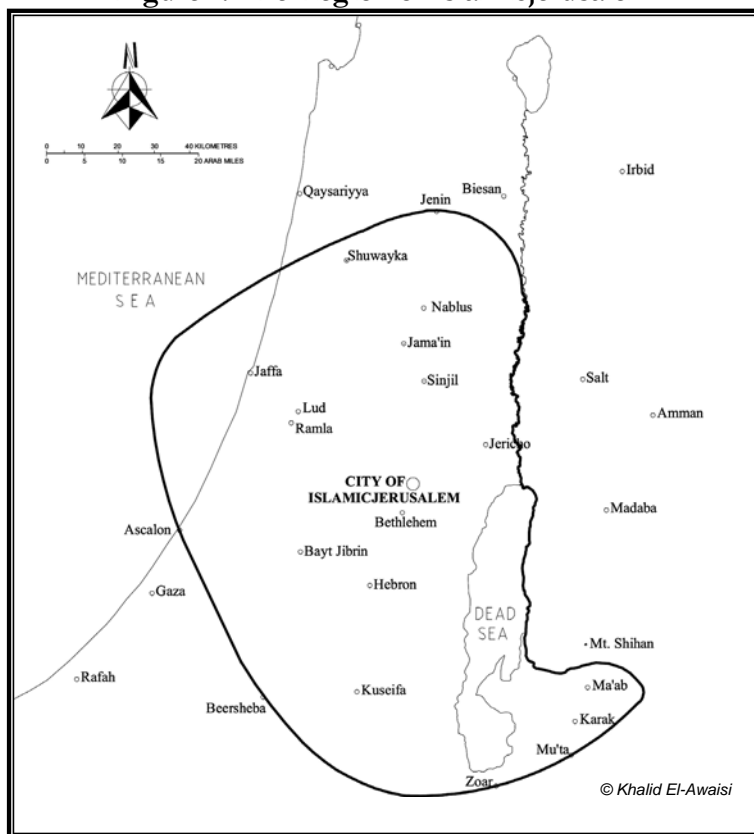 N
0 10 20 30 40 KILOMETRES
0 5 10 15 20 ARAB MILES
Irbid
Qaysariyya
Biesan
Jenin
Shuwayka
MEDITERRANEAN
SEA
Nablus
Jama'in
Jaffa
Sinjil
Salt
Lud
Amman
Ramla
Jericho
CITY OF
ISLAMICJERUSALEM
Bethlehem
Madaba
Ascalon
Bayt Jibrin
Gaza
Hebron
DEAD
SEA
Mt. Shihan
Rafah
Ma'ab
Kuseifa
Beersheba
Karak
Mu'ta
Zoar
© Khalid El-Awaisi